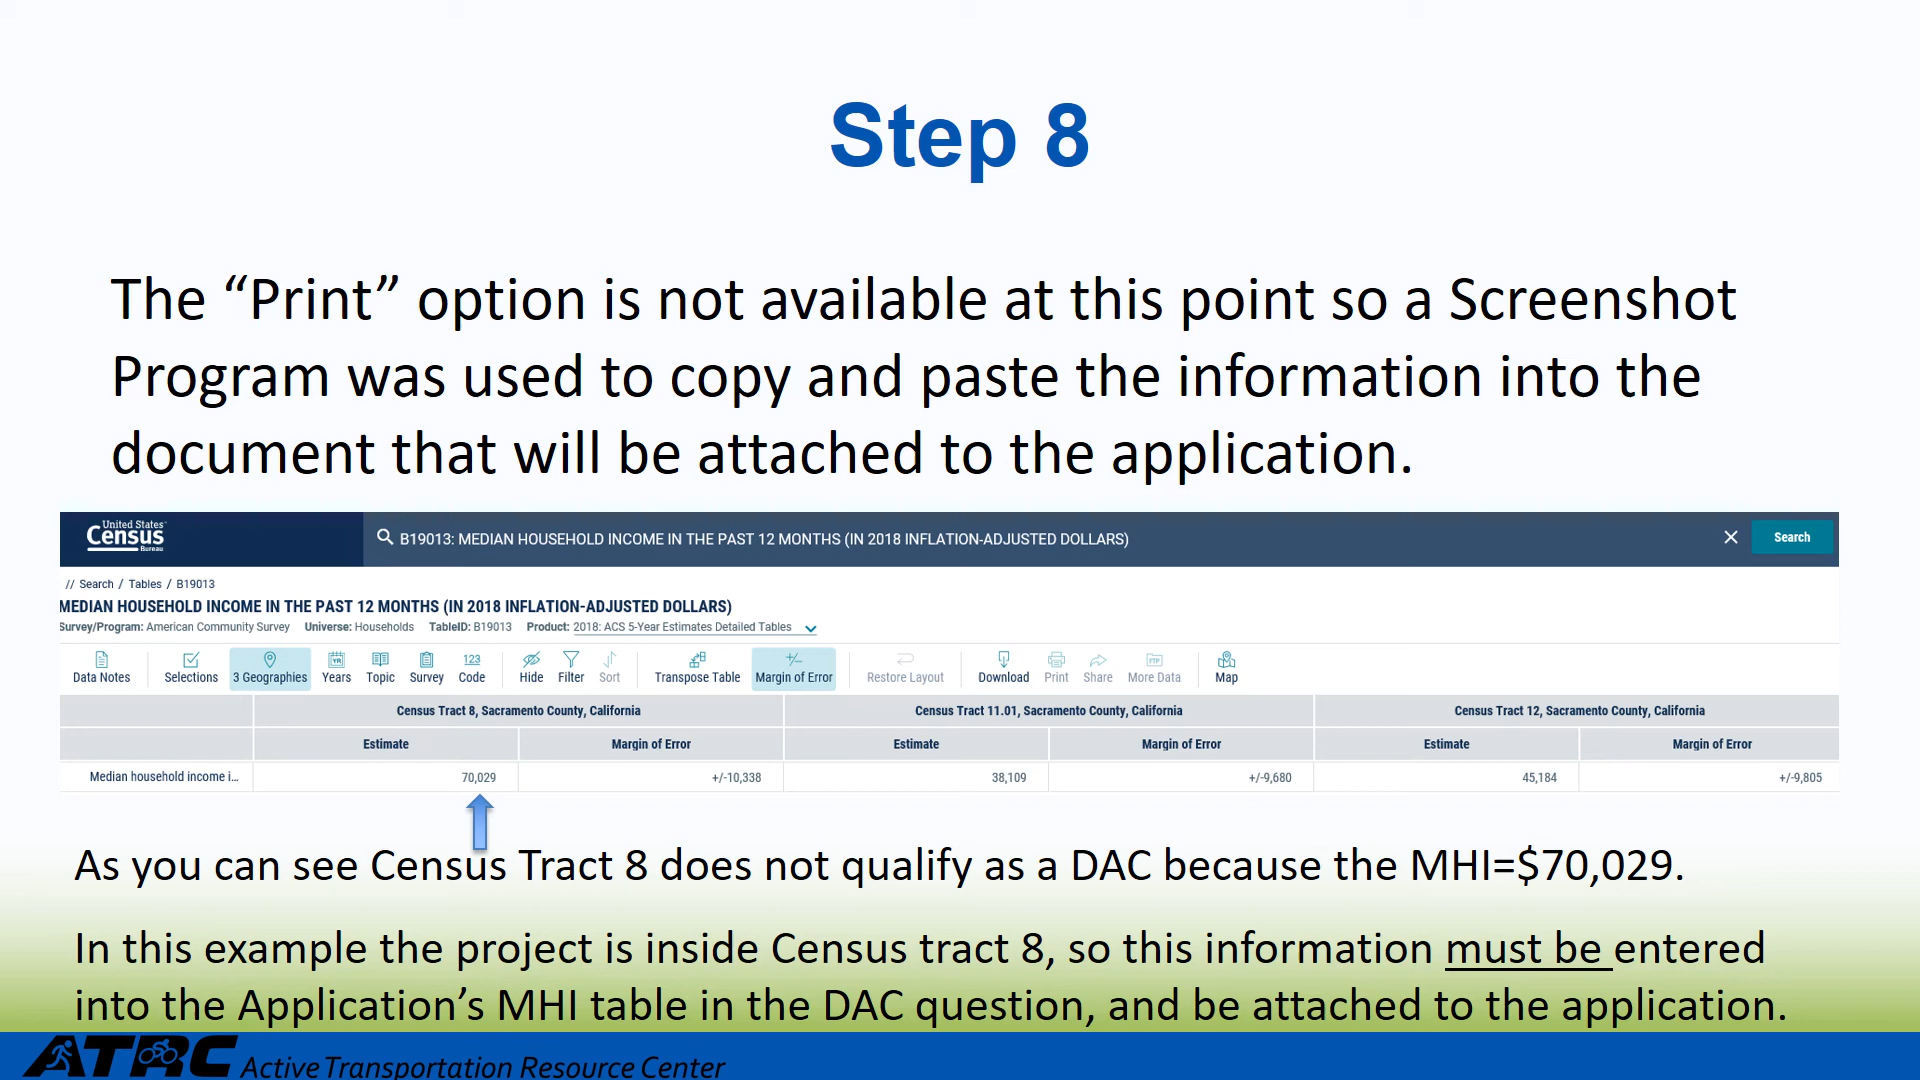 Step 8
The “Print” option is not available at this point so a Screenshot
Program was used to copy and paste the information into the
document that will be attached to the application.
United States
Census
Bureau
B19013: MEDIAN HOUSEHOLD INCOME IN THE PAST 12 MONTHS (IN 2018 INFLATION-ADJUSTED DOLLARS)
Search
// Search / Tables / B19013
MEDIAN HOUSEHOLD INCOME IN THE PAST 12 MONTHS (IN 2018 INFLATION-ADJUSTED DOLLARS)
Survey/Program: American Community Survey Universe: Households TableID: B19013 Product: 2018: ACS 5-Year Estimates Detailed Tables
YR 123 +/- FTP
Data Notes Selections 3 Geographies Years Topic Survey Code Hide Filter Sort Transpose Table Margin of Error Restore Layout Download Print Share More Data Map
Census Tract 8, Sacramento County, California Census Tract 11.01, Sacramento County, California Census Tract 12, Sacramento County, California
Estimate Margin of Error Estimate Margin of Error Estimate Margin of Error
Median household income i... 70,029 +/-10,338 38,109 +/-9,680 45,184 +/-9,805
As you can see Census Tract 8 does not qualify as a DAC because the MHI=$70,029.
In this example the project is inside Census tract 8, so this information must be entered
into the Application’s MHI table in the DAC question, and be attached to the application.
ATRC Active Transportation Resource Center